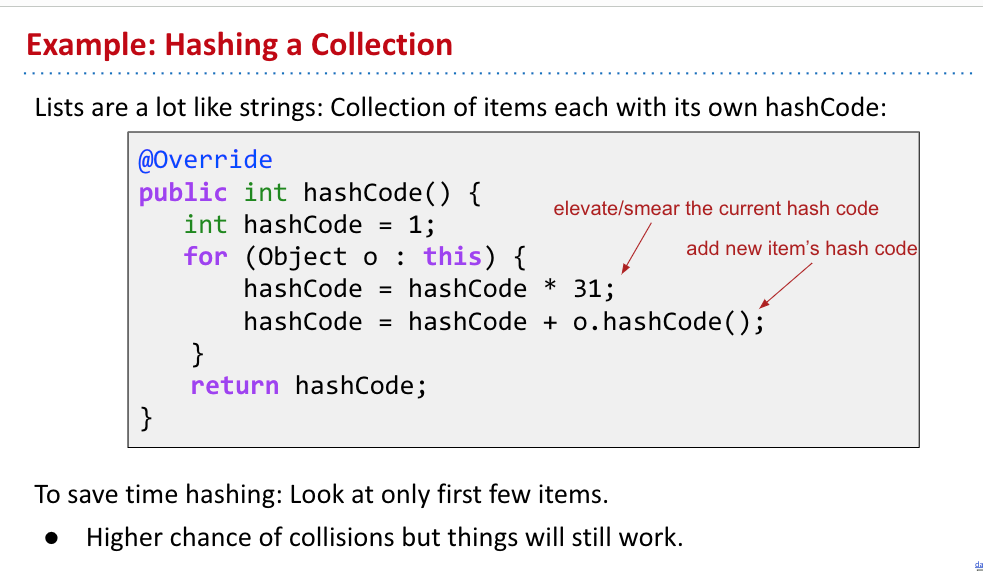 Example: Hashing a Collection
Lists are a lot like strings: Collection of items each with its own hashCode:
@Override
public int hashCode() {
int hashCode = 1;
elevate/smear the current hash code
for (Object o : this) {
add new item's hash code
hashCode = hashCode * 31;
hashCode = hashCode + o.hashCode();
}
return hashCode;
}
To save time hashing: Look at only first few items.
● Higher chance of collisions but things will still work.